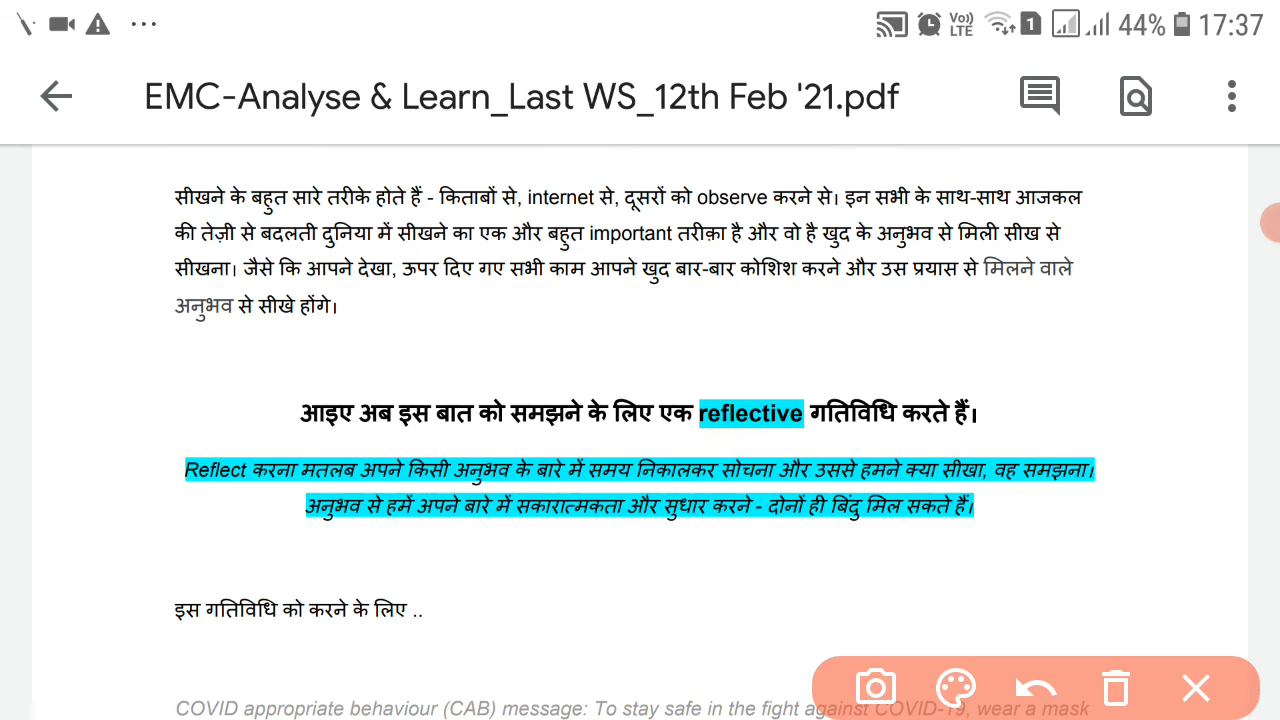 Vo)) LTE 1 44% 17:37
EMC-Analyse & Learn_Last WS_12th Feb '21.pdf
सीखने के बहुत सारे तरीके होते हैं - किताबों से, internet से, दूसरों को observe करने से। इन सभी के साथ-साथ आजकल
की तेज़ी से बदलती दुनिया में सीखने का एक और बहुत important तरीक़ा है और वो है खुद के अनुभव से मिली सीख से
सीखना। जैसे कि आपने देखा, ऊपर दिए गए सभी काम आपने खुद बार-बार कोशिश करने और उस प्रयास से मिलने वाले
अनुभव से सीखे होंगे।
आइए अब इस बात को समझने के लिए एक reflective गतिविधि करते हैं।
Reflect करना मतलब अपने किसी अनुभव के बारे में समय निकालकर सोचना और उससे हमने क्या सीखा, वह समझना।
अनुभव से हमें अपने बारे में सकारात्मकता और सुधार करने - दोनों ही बिंदु मिल सकते हैं।
इस गतिविधि को करने के लिए ..
COVID appropriate behaviour (CAB) message: To stay safe in the fight against COVID-19, wear a mask